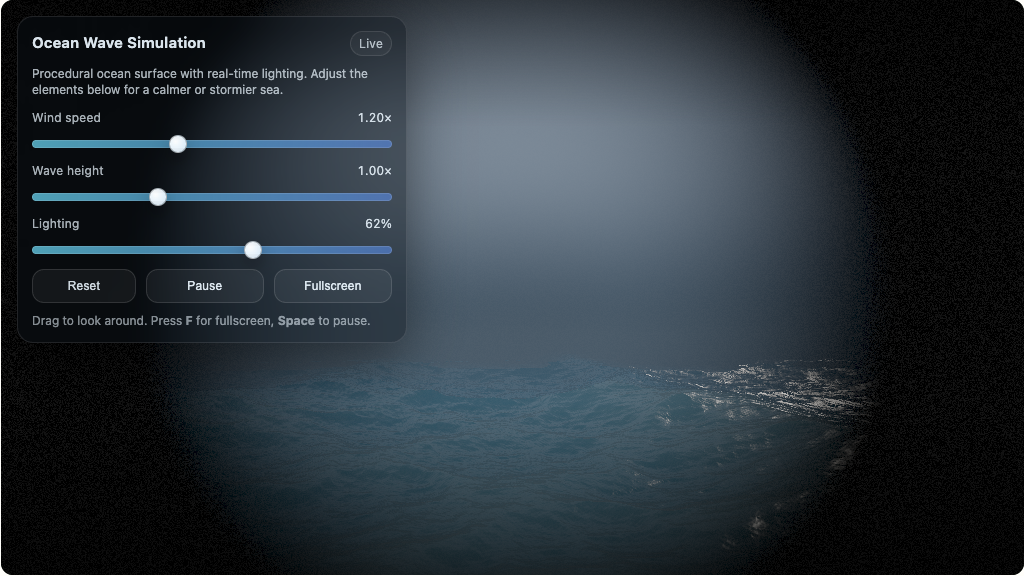 Ocean Wave Simulation
Live
Procedural ocean surface with real-time lighting. Adjust the
elements below for a calmer or stormier sea.
Wind speed 1.20×
Wave height 1.00×
Lighting 62%
Reset Pause Fullscreen
Drag to look around. Press F for fullscreen, Space to pause.